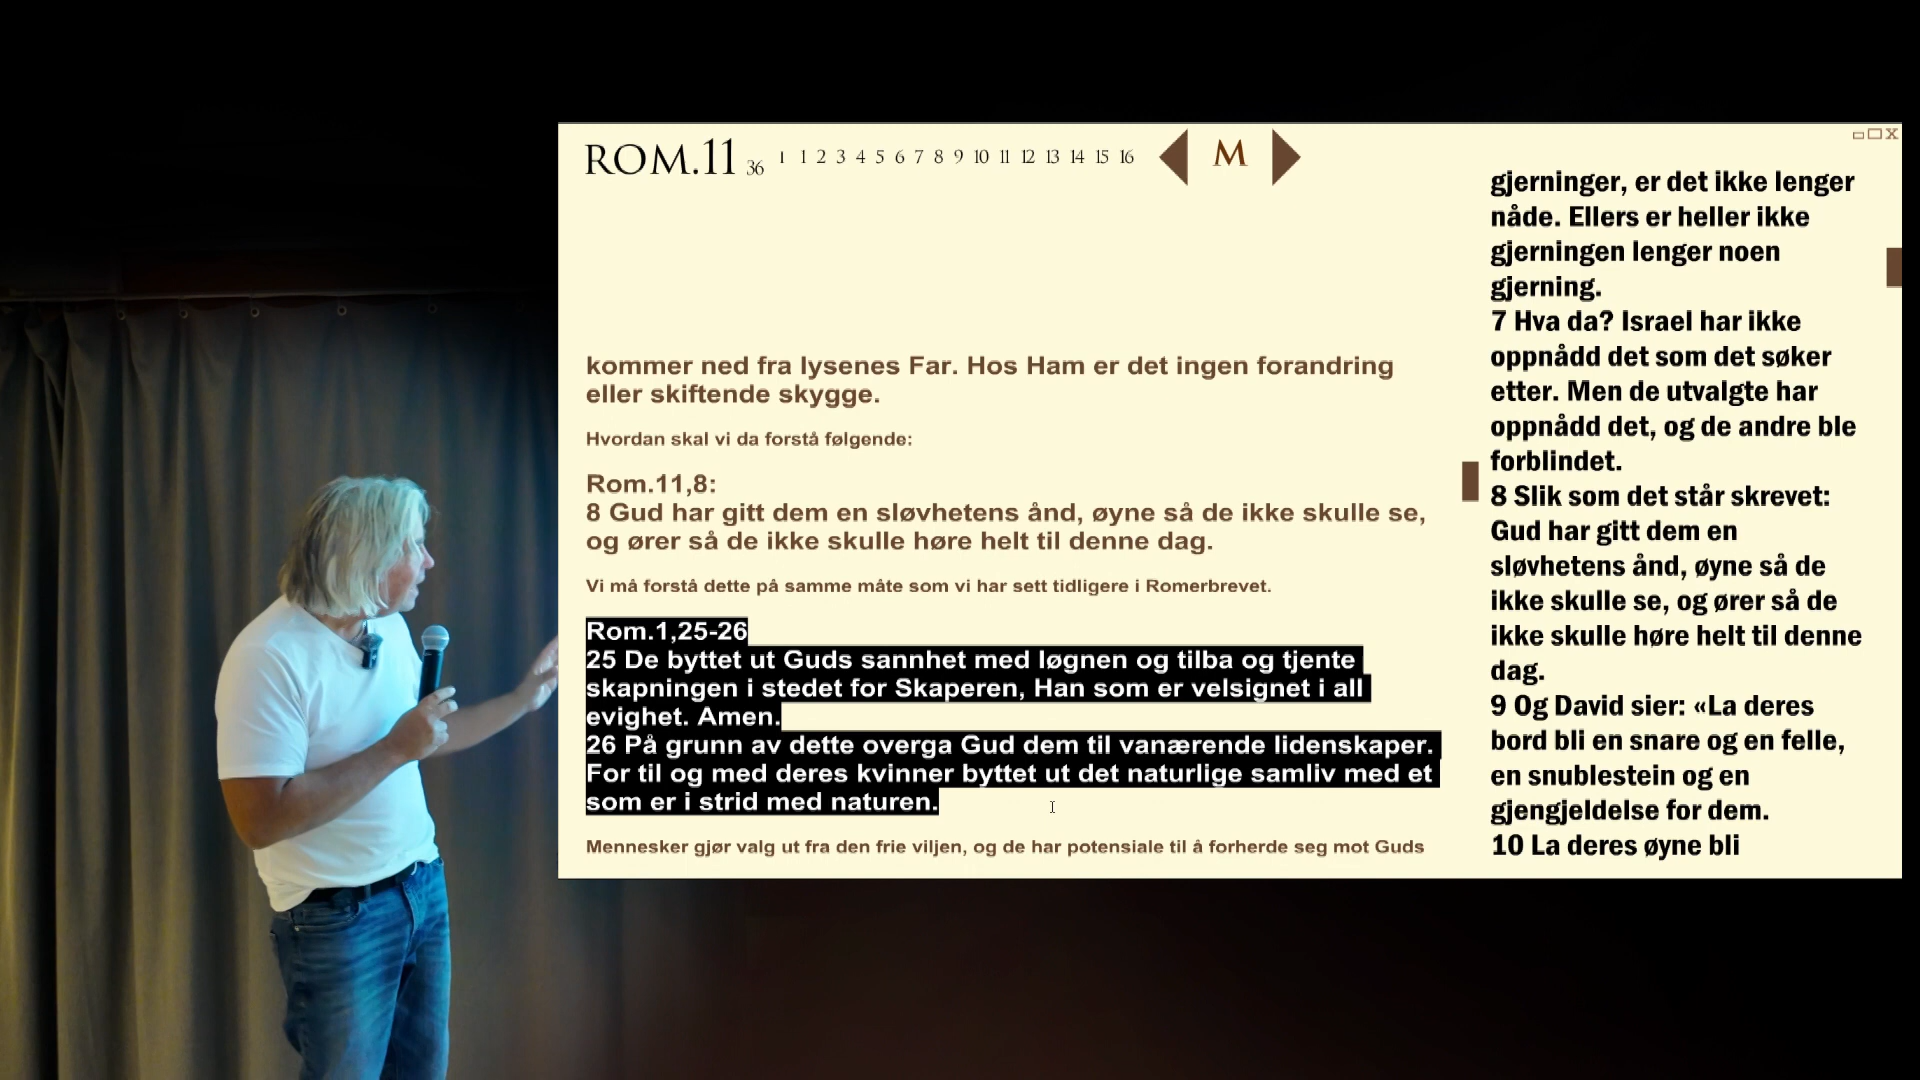 ROM.11 36 1 1 2 3 4 5 6 7 8 9 10 11 12 13 14 15 16 M
kommer ned fra lysenes Far. Hos Ham er det ingen forandring
eller skiftende skygge.
Hvordan skal vi da forstå følgende:
Rom.11,8:
8 Gud har gitt dem en sløvhetens ånd, øyne så de ikke skulle se,
og ører så de ikke skulle høre helt til denne dag.
Vi må forstå dette på samme måte som vi har sett tidligere i Romerbrevet.
Rom.1,25-26
25 De byttet ut Guds sannhet med løgnen og tilba og tjente
skapningen i stedet for Skaperen, Han som er velsignet i all
evighet. Amen.
26 På grunn av dette overga Gud dem til vanærende lidenskaper.
For til og med deres kvinner byttet ut det naturlige samliv med et
som er i strid med naturen.
Mennesker gjør valg ut fra den frie viljen, og de har potensiale til å forherde seg mot Guds
gjerninger, er det ikke lenger
nåde. Ellers er heller ikke
gjerningen lenger noen
gjerning.
7 Hva da? Israel har ikke
oppnådd det som det søker
etter. Men de utvalgte har
oppnådd det, og de andre ble
forblindet.
8 Slik som det står skrevet:
Gud har gitt dem en
sløvhetens ånd, øyne så de
ikke skulle se, og ører så de
ikke skulle høre helt til denne
dag.
9 Og David sier: «La deres
bord bli en snare og en felle,
en snublestein og en
gjengjeldelse for dem.
10 La deres øyne bli